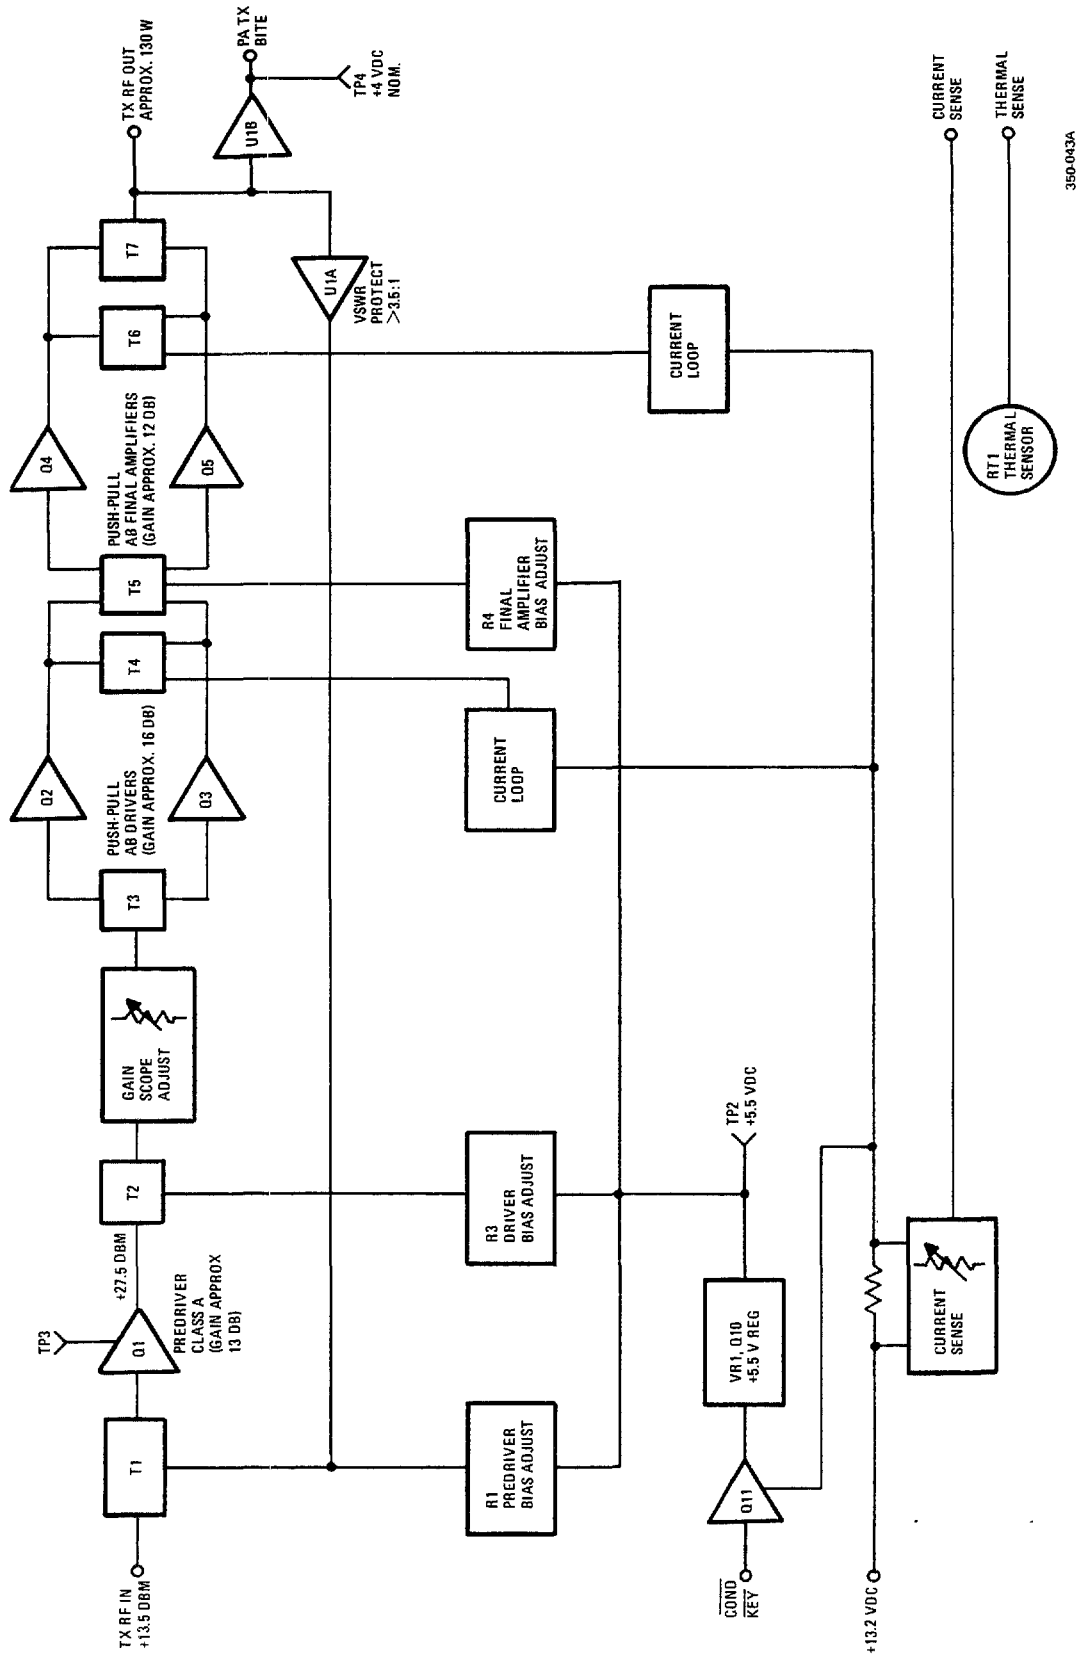 TX RF IN
+13.5 DBM
T1
TP3
Q1
PREDRIVER
CLASS A
(GAIN APPROX
13 DB)
+27.5 DBM
T2
GAIN
SCOPE
ADJUST
T3
Q2
Q3
PUSH-PULL
AB DRIVERS
(GAIN APPROX. 16 DB)
T4
T5
Q4
Q5
PUSH-PULL
AB FINAL AMPLIFIERS
(GAIN APPROX. 12 DB)
T6
T7
TX RF OUT
APPROX. 130W
U1B
PA TX
BITE
TP4
+4 VDC
NOM.
U1A
VSWR
PROTECT
>3.5:1
R1
PREDRIVER
BIAS ADJUST
R3
DRIVER
BIAS ADJUST
CURRENT
LOOP
R4
FINAL
AMPLIFIER
BIAS ADJUST
CURRENT
LOOP
COND
KEY
Q11
VR1, Q10
+5.5 V REG
TP2
+5.5 VDC
+13.2 VDC
CURRENT
SENSE
CURRENT
SENSE
RT1
THERMAL
SENSOR
THERMAL
SENSE
350-043A